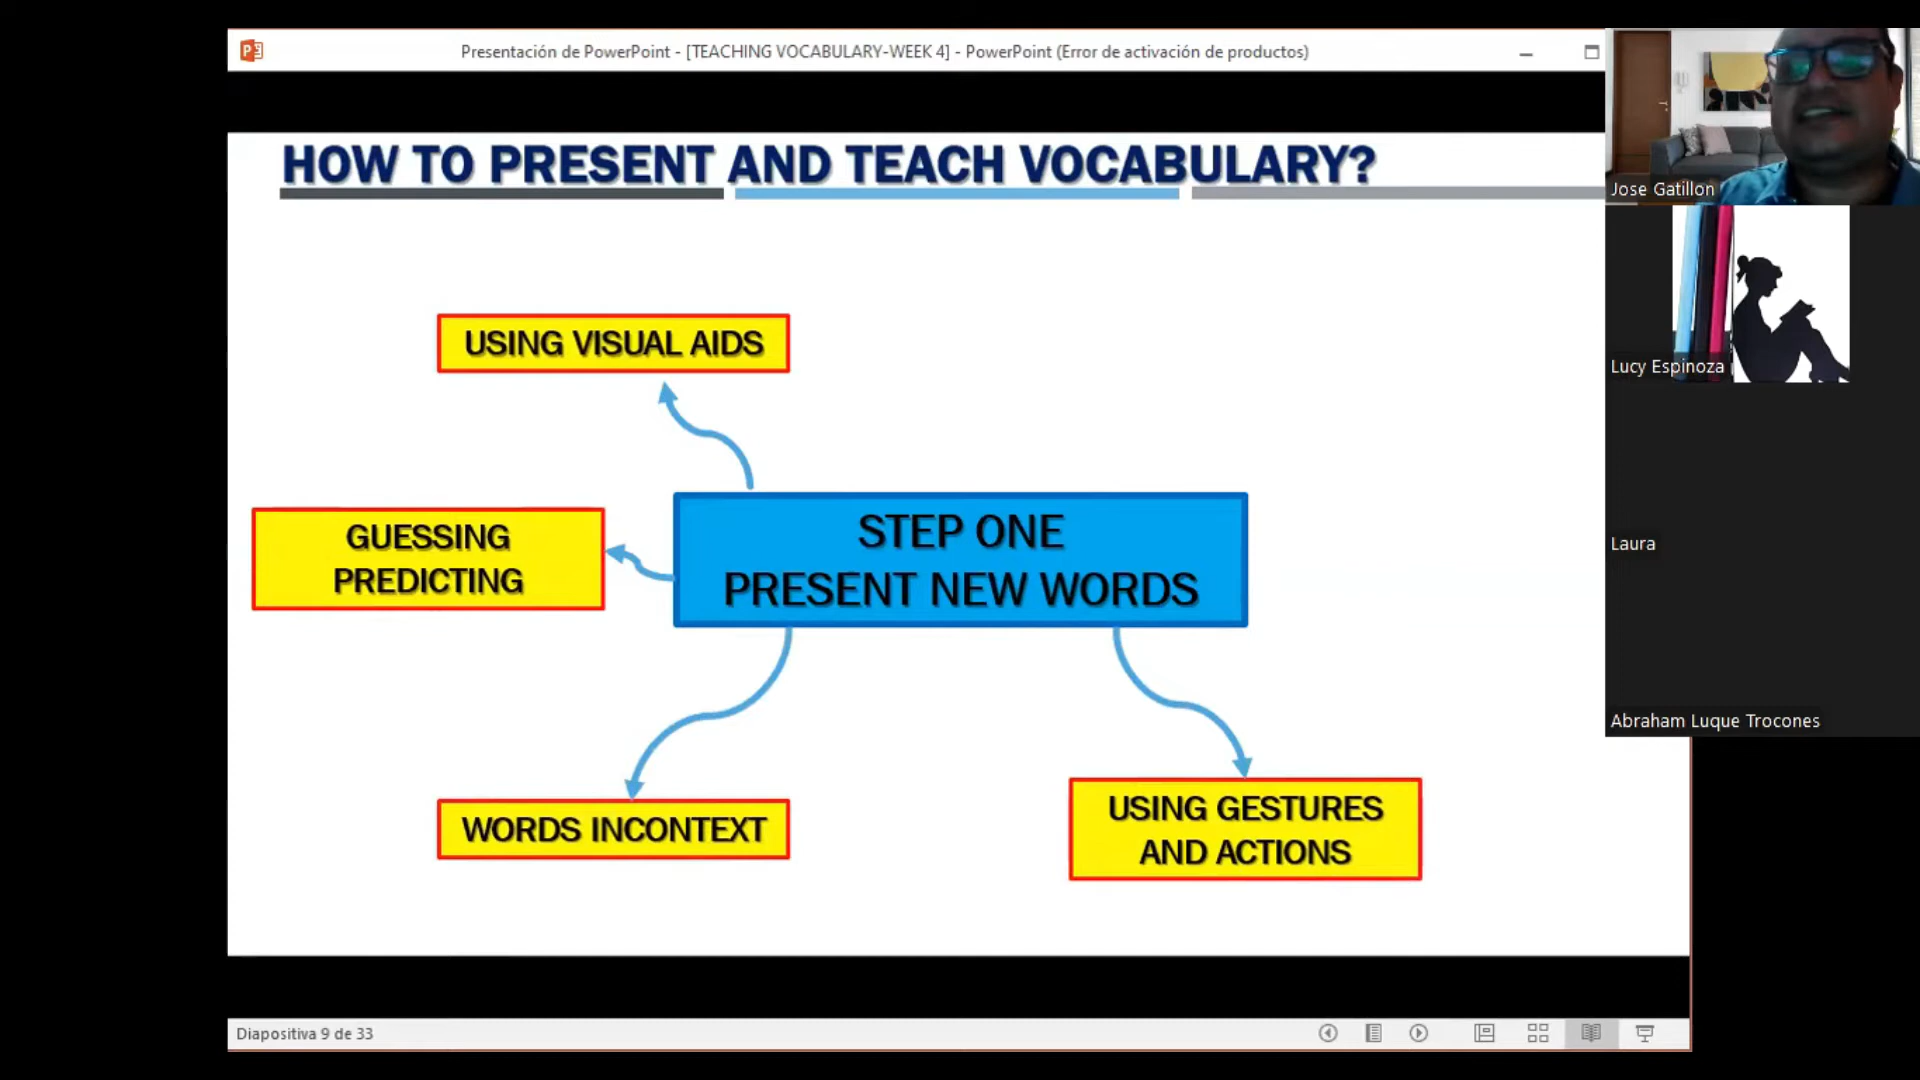 Presentación de PowerPoint - [TEACHING VOCABULARY-WEEK 4] - PowerPoint (Error de activación de productos)
HOW TO PRESENT AND TEACH VOCABULARY?
USING VISUAL AIDS
GUESSING
PREDICTING
STEP ONE
PRESENT NEW WORDS
WORDS INCONTEXT
USING GESTURES
AND ACTIONS
Diapositiva 9 de 33
Jose Gatillon
Lucy Espinoza
Laura
Abraham Luque Trocones